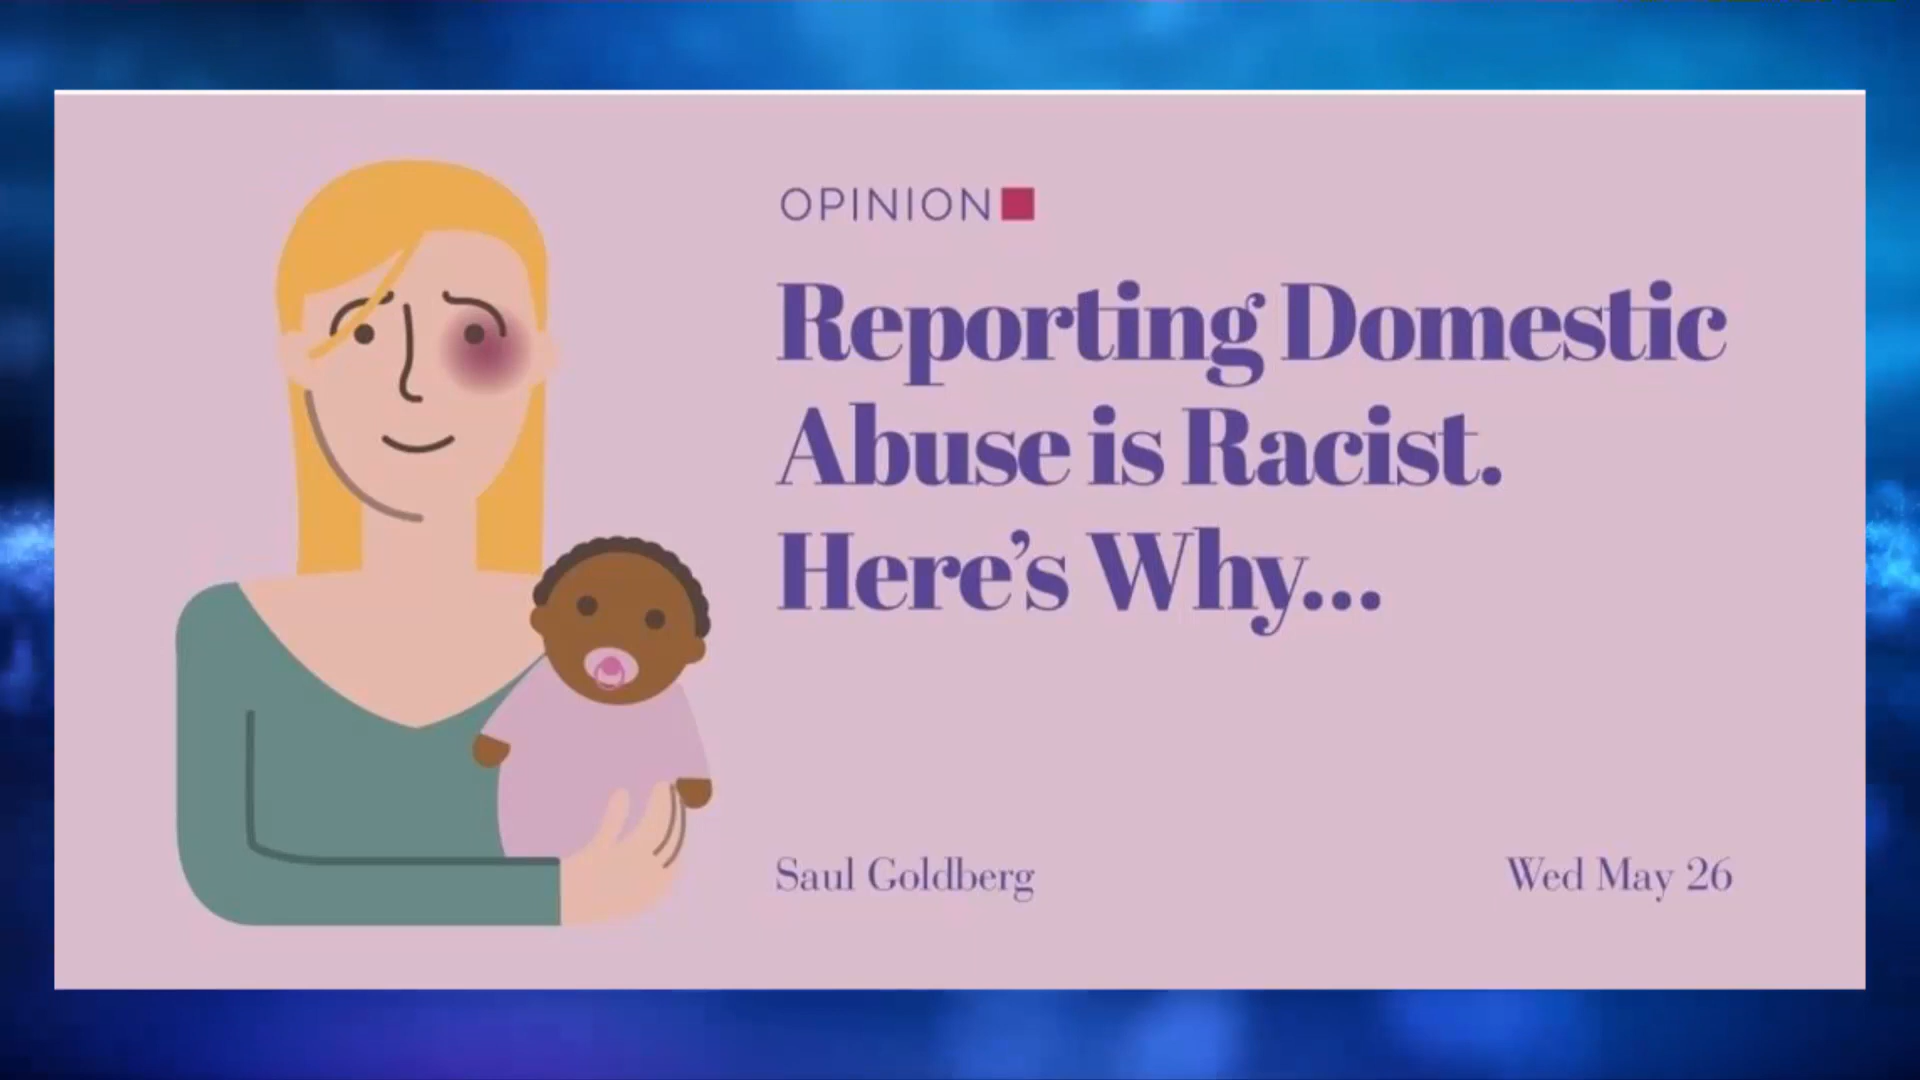 OPINION
Reporting Domestic
Abuse is Racist.
Here's Why...
Saul Goldberg
Wed May 26